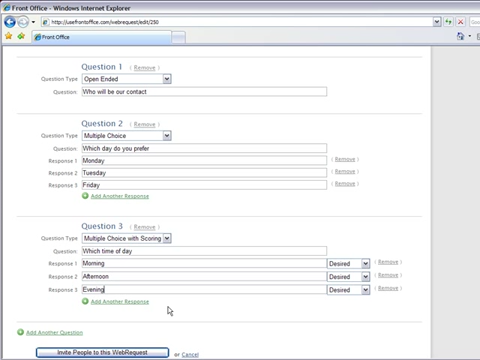 Front Office - Windows Internet Explorer
http://usefrontoffice.com/webrequest/edit/250
Front Office
Question 1 ( Remove )
Question Type Open Ended
Question: Who will be our contact
Question 2 ( Remove )
Question Type Multiple Choice
Question: Which day do you prefer
Response 1 Monday ( Remove )
Response 2 Tuesday ( Remove )
Response 3 Friday ( Remove )
Add Another Response
Question 3 ( Remove )
Question Type Multiple Choice with Scoring
Question: Which time of day
Response 1 Morning Desired ( Remove )
Response 2 Afternoon Desired ( Remove )
Response 3 Evening Desired ( Remove )
Add Another Response
Add Another Question
Invite People to this WebRequest or Cancel